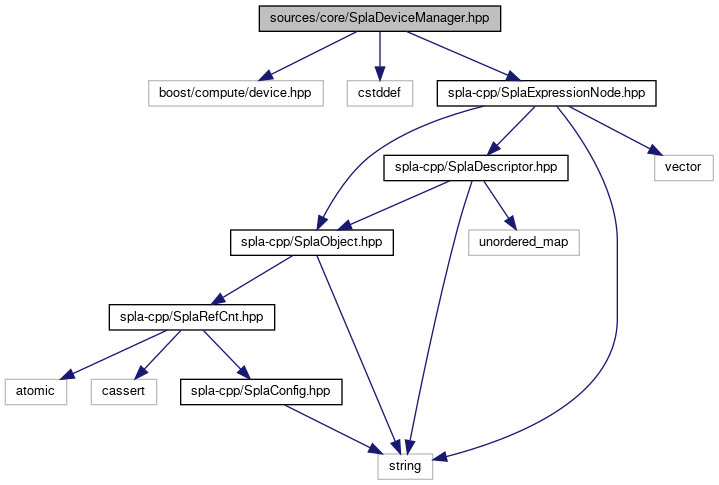 sources/core/SplaDeviceManager.hpp
boost/compute/device.hpp
cstddef
spla-cpp/SplaExpressionNode.hpp
spla-cpp/SplaDescriptor.hpp
vector
spla-cpp/SplaObject.hpp
unordered_map
spla-cpp/SplaRefCnt.hpp
atomic
cassert
spla-cpp/SplaConfig.hpp
string